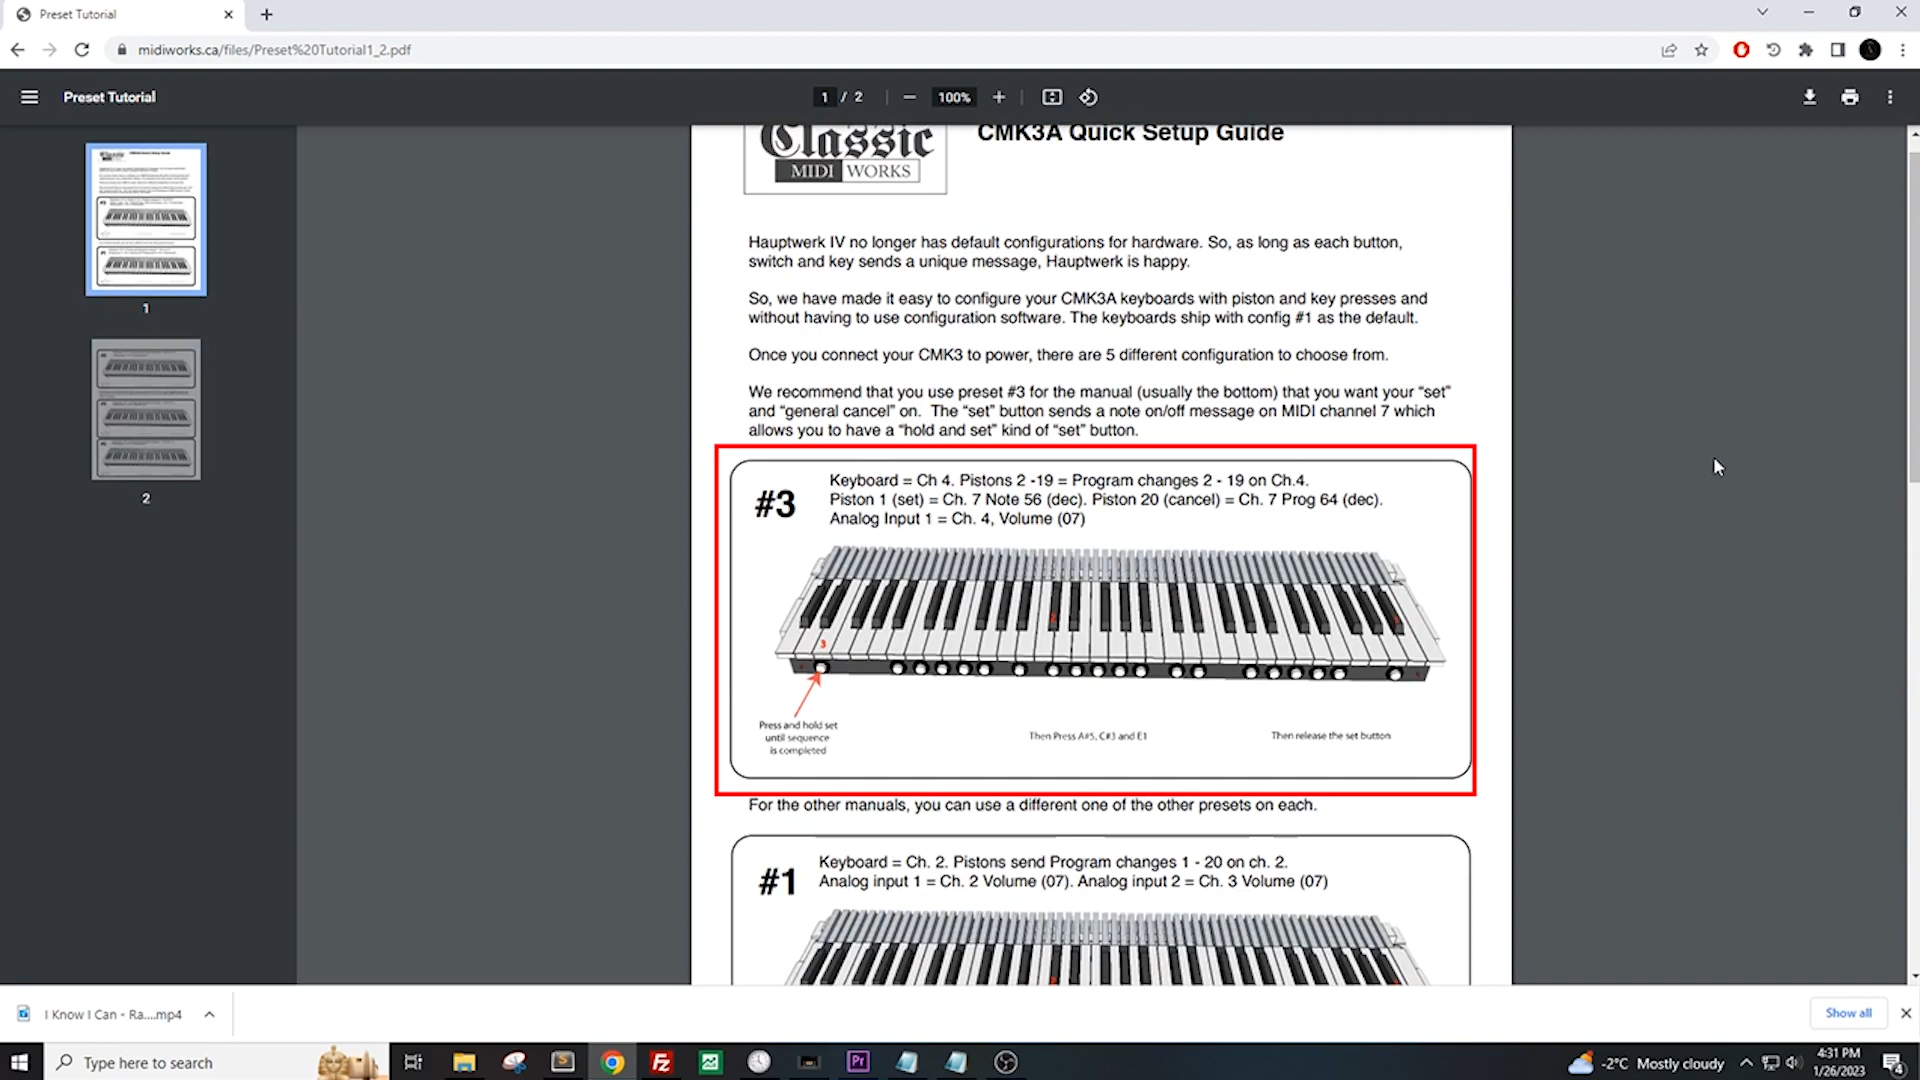 Preset Tutorial
midiworks.ca/files/Preset%20Tutorial1_2.pdf
Preset Tutorial
1 / 2
100%
1
2
Classic
MIDI WORKS
CMK3A Quick Setup Guide
Hauptwerk IV no longer has default configurations for hardware. So, as long as each button,
switch and key sends a unique message, Hauptwerk is happy.
So, we have made it easy to configure your CMK3A keyboards with piston and key presses and
without having to use configuration software. The keyboards ship with config #1 as the default.
Once you connect your CMK3 to power, there are 5 different configuration to choose from.
We recommend that you use preset #3 for the manual (usually the bottom) that you want your “set”
and “general cancel” on. The “set” button sends a note on/off message on MIDI channel 7 which
allows you to have a “hold and set” kind of “set” button.
#3
Keyboard = Ch 4. Pistons 2 -19 = Program changes 2 - 19 on Ch.4.
Piston 1 (set) = Ch. 7 Note 56 (dec). Piston 20 (cancel) = Ch. 7 Prog 64 (dec).
Analog Input 1 = Ch. 4, Volume (07)
3
Press and hold set
until sequence
is completed
Then Press A#5, C#3 and E1
Then release the set button
For the other manuals, you can use a different one of the other presets on each.
#1
Keyboard = Ch. 2. Pistons send Program changes 1 - 20 on ch. 2.
Analog input 1 = Ch. 2 Volume (07). Analog input 2 = Ch. 3 Volume (07)
I Know I Can - Ra....mp4
Show all
Type here to search
-2°C Mostly cloudy
4:31 PM
1/26/2023
4